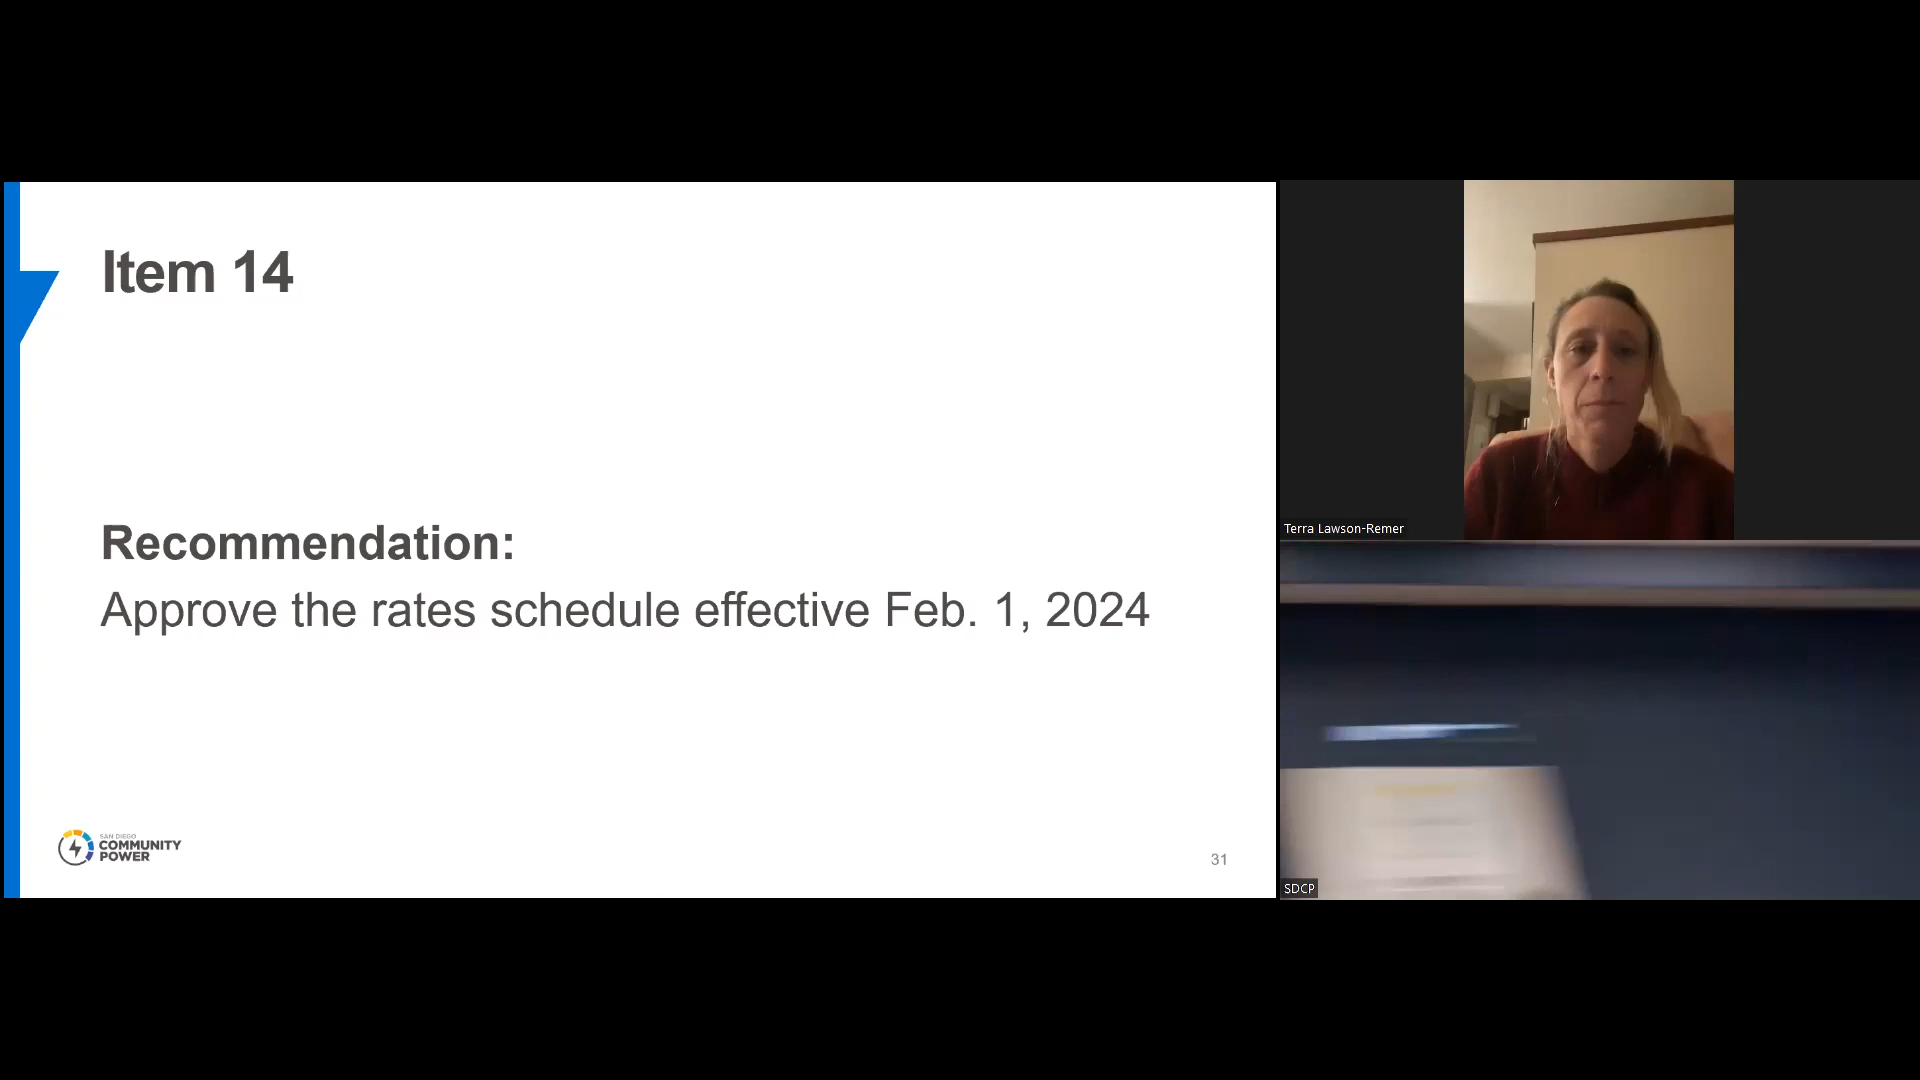 Item 14
Recommendation:
Approve the rates schedule effective Feb. 1, 2024
SAN DIEGO
COMMUNITY
POWER
31
Terra Lawson-Remer
SDCP